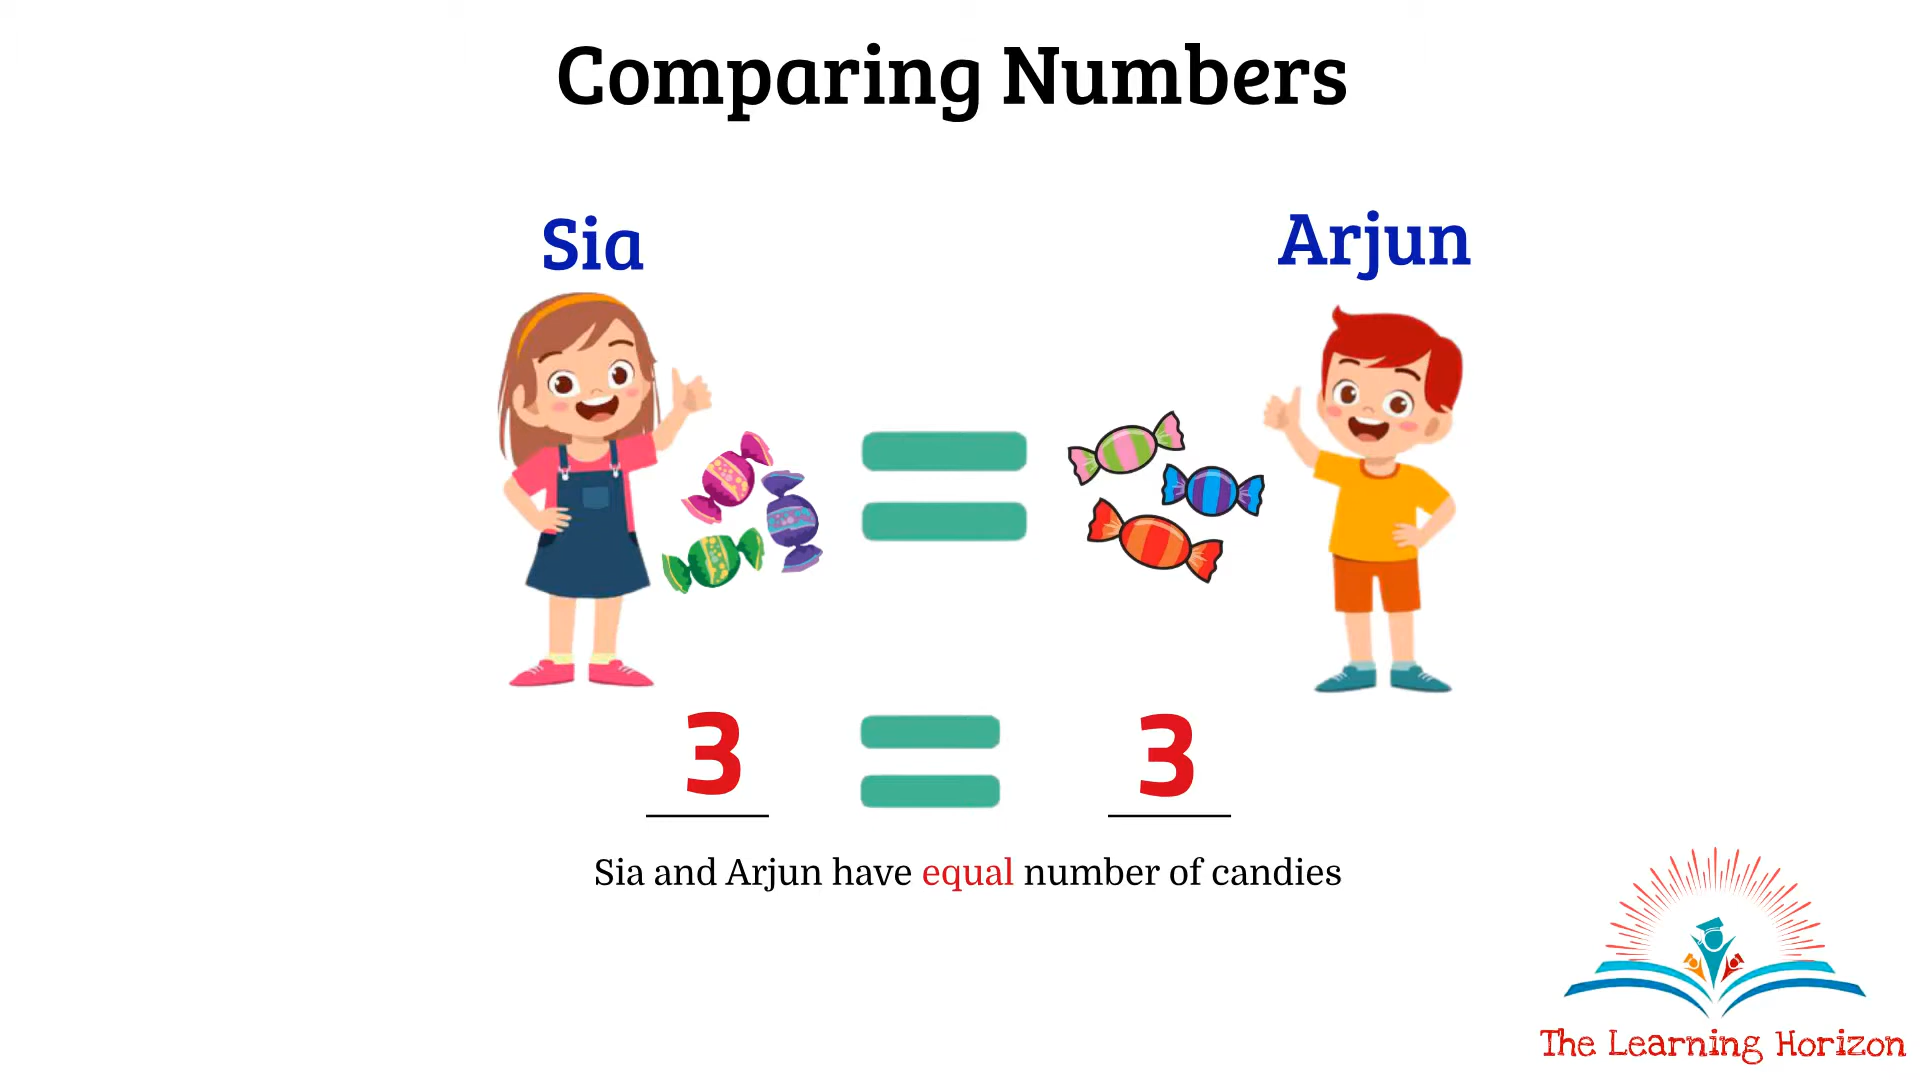 Comparing Numbers
Sia
Arjun
3 = 3
Sia and Arjun have equal number of candies
The Learning Horizon